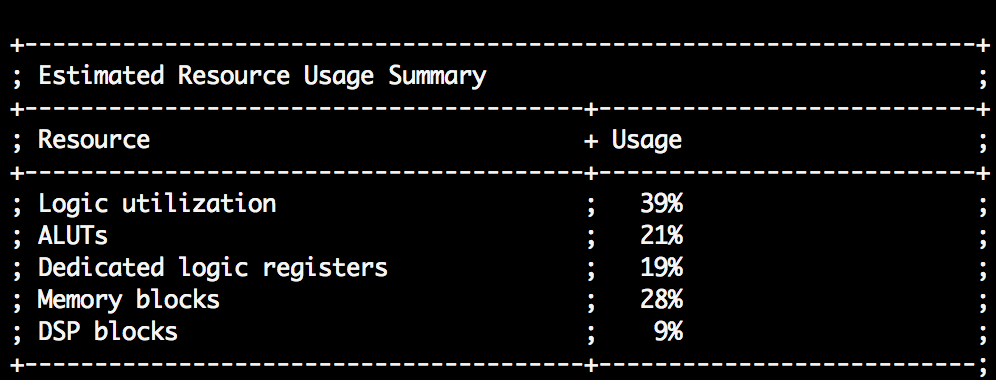 +--------------------------------------------------------------------+
; Estimated Resource Usage Summary                                   ;
+----------------------------------------+---------------------------+
; Resource                               + Usage                     ;
+----------------------------------------+---------------------------+
; Logic utilization                      ;   39%                     ;
; ALUTs                                  ;   21%                     ;
; Dedicated logic registers              ;   19%                     ;
; Memory blocks                          ;   28%                     ;
; DSP blocks                             ;    9%                     ;
+----------------------------------------+---------------------------;